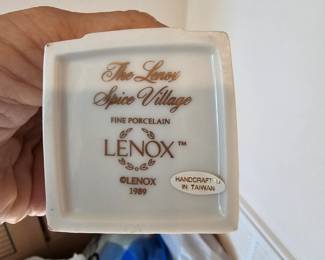 The Lenox
Spice Village
FINE PORCELAIN
LENOX™
©LENOX
1989
HANDCRAFTED
IN TAIWAN